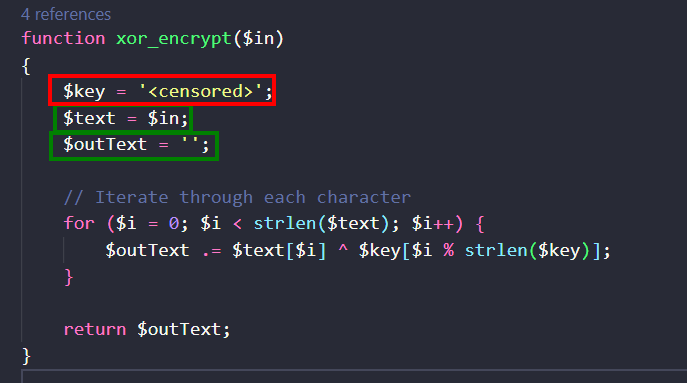 4 references
function xor_encrypt($in)
{
$key = '<censored>';
$text = $in;
$outText = '';
// Iterate through each character
for ($i = 0; $i < strlen($text); $i++) {
$outText .= $text[$i] ^ $key[$i % strlen($key)];
}
return $outText;
}